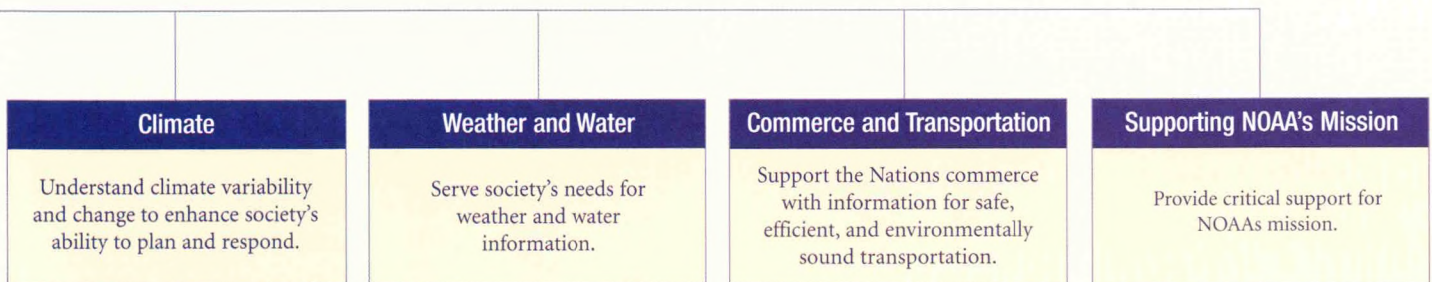 Climate
Understand climate variability
and change to enhance society's
ability to plan and respond.
Weather and Water
Serve society's needs for
weather and water
information.
Commerce and Transportation
Support the Nations commerce
with information for safe,
efficient, and environmentally
sound transportation.
Supporting NOAA's Mission
Provide critical support for
NOAAs mission.